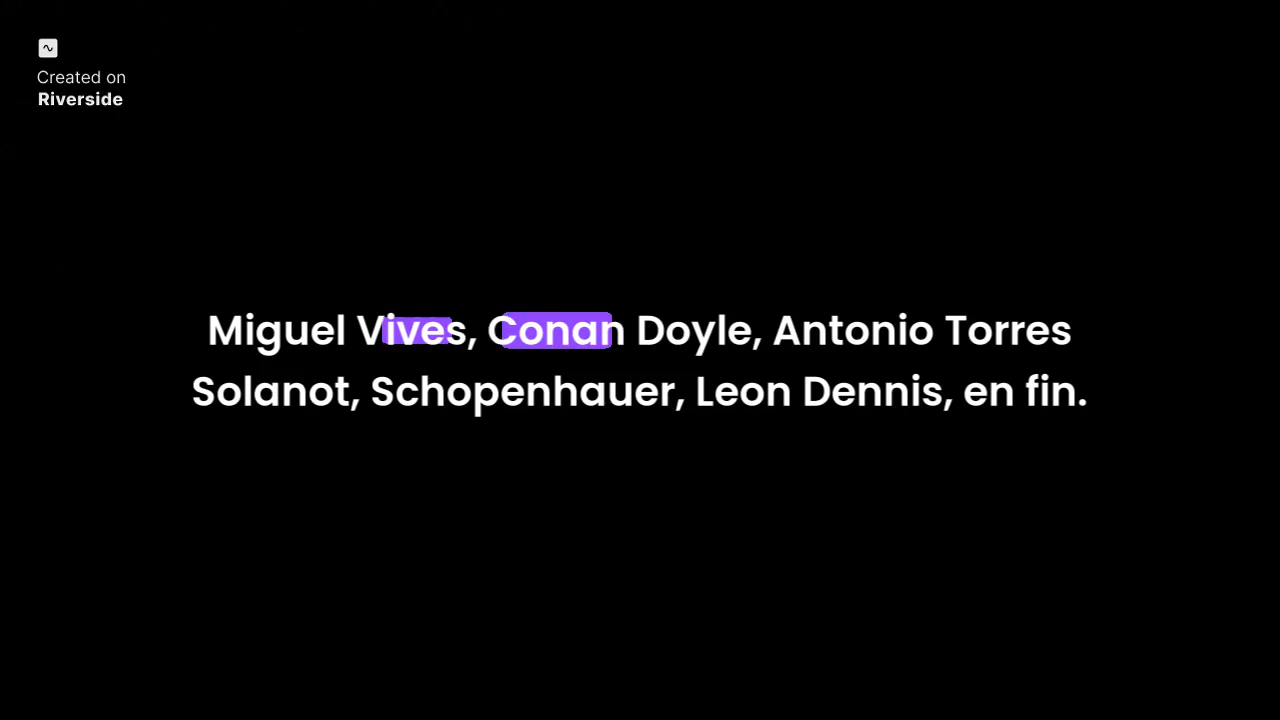 Created on
Riverside
Miguel Vives, Conan Doyle, Antonio Torres
Solanot, Schopenhauer, Leon Dennis, en fin.